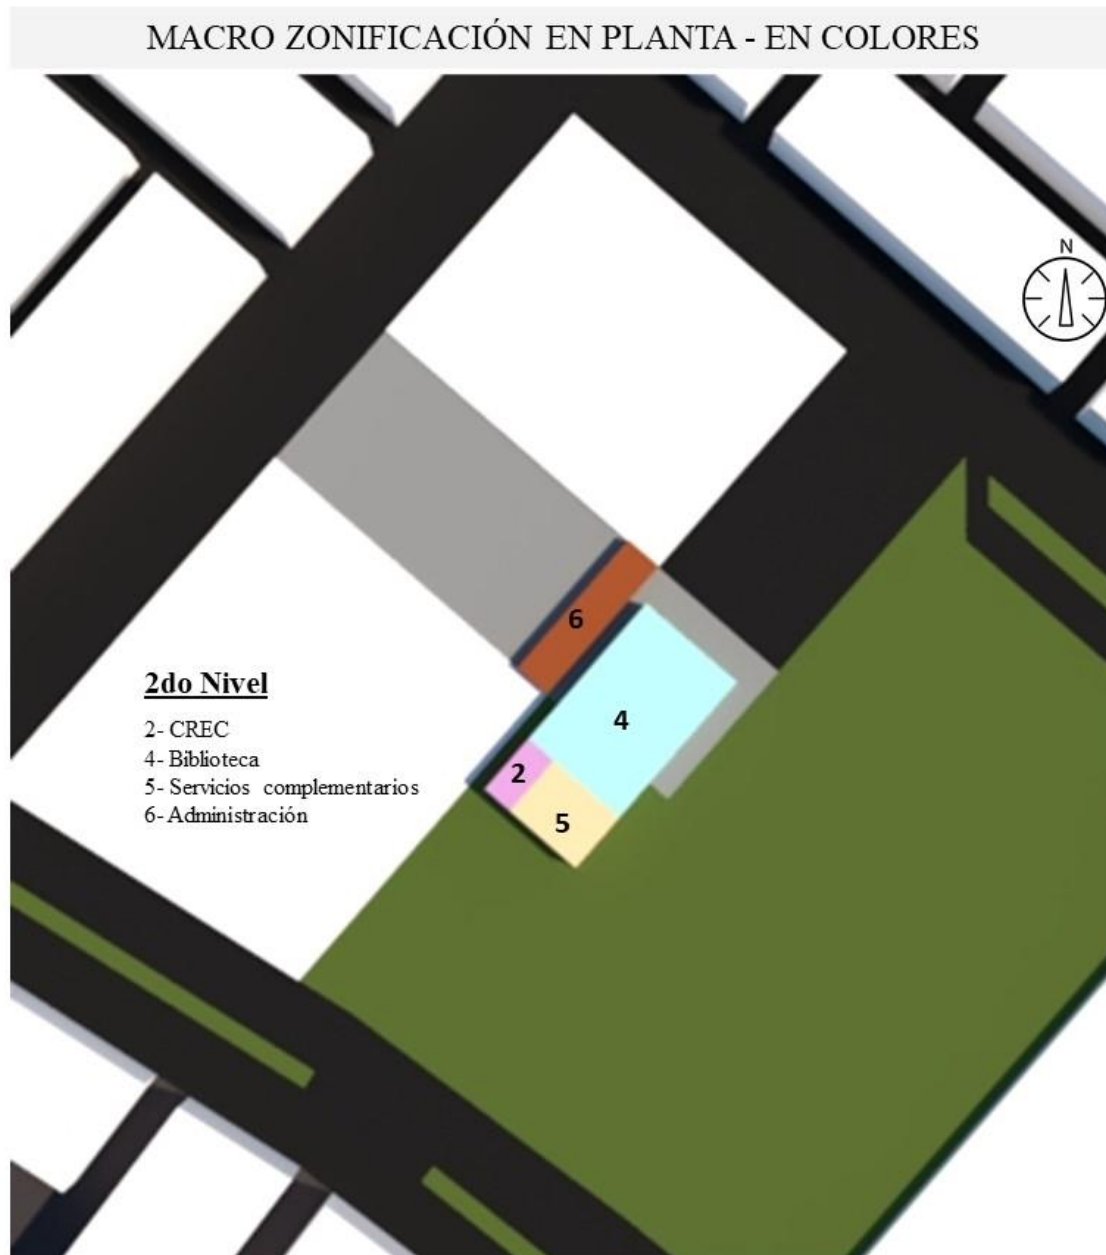 MACRO ZONIFICACIÓN EN PLANTA - EN COLORES
N
6
2do Nivel
2- CREC
4- Biblioteca
5- Servicios complementarios
6- Administración
4
2
5